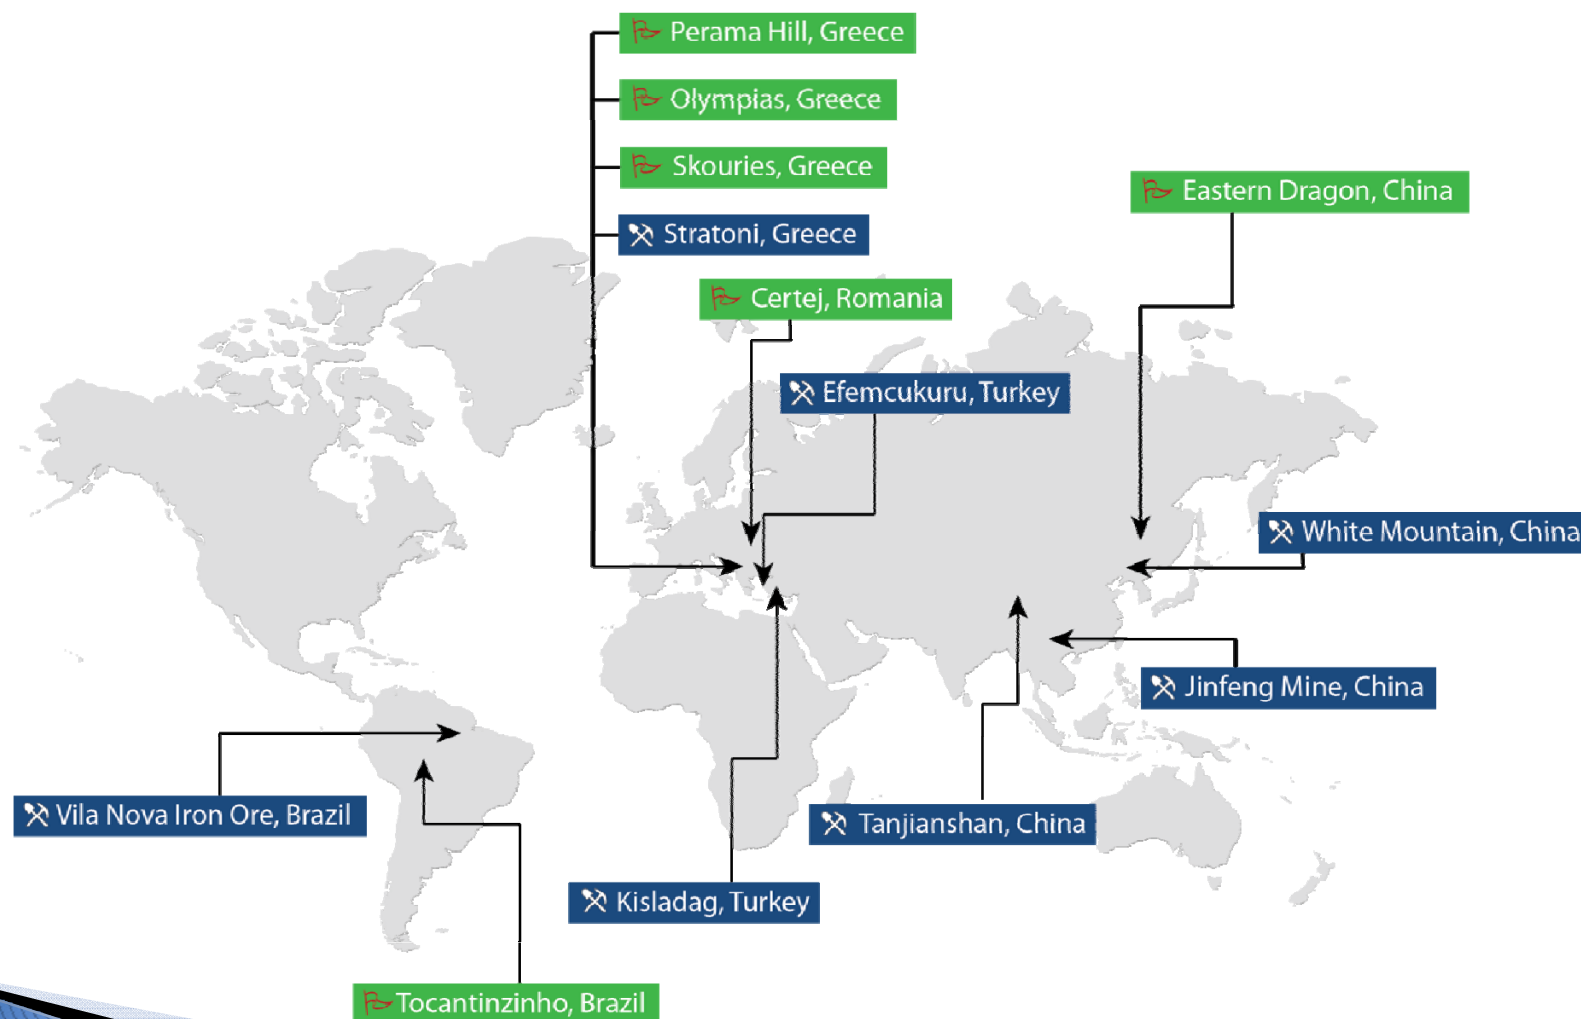 Perama Hill, Greece
Olympias, Greece
Skouries, Greece
Eastern Dragon, China
Stratoni, Greece
Certej, Romania
Efemcukuru, Turkey
White Mountain, China
Jinfeng Mine, China
Vila Nova Iron Ore, Brazil
Tanjianshan, China
Kisladag, Turkey
Tocantinzinho, Brazil